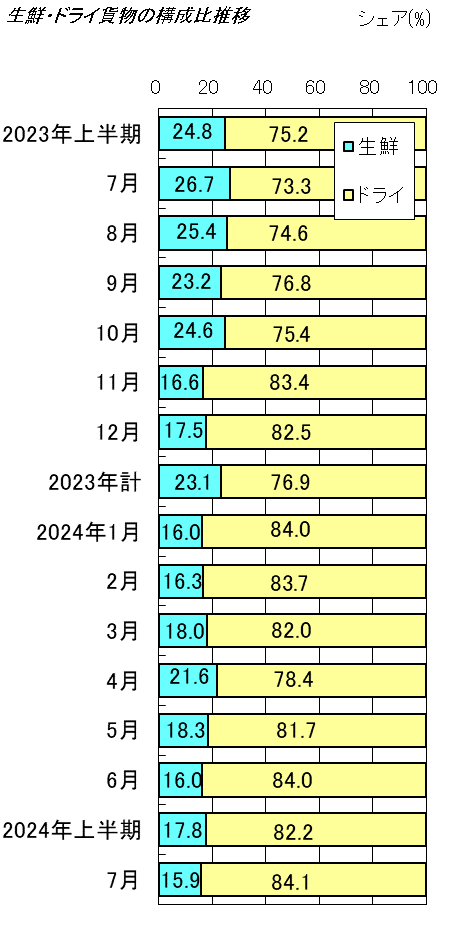 生鮮・ドライ貨物の構成比推移 シェア(%)
0 20 40 60 80 100
2023年上半期 24.8 75.2
生鮮
7月 26.7 73.3
ドライ
8月 25.4 74.6
9月 23.2 76.8
10月 24.6 75.4
11月 16.6 83.4
12月 17.5 82.5
2023年計 23.1 76.9
2024年1月 16.0 84.0
2月 16.3 83.7
3月 18.0 82.0
4月 21.6 78.4
5月 18.3 81.7
6月 16.0 84.0
2024年上半期 17.8 82.2
7月 15.9 84.1